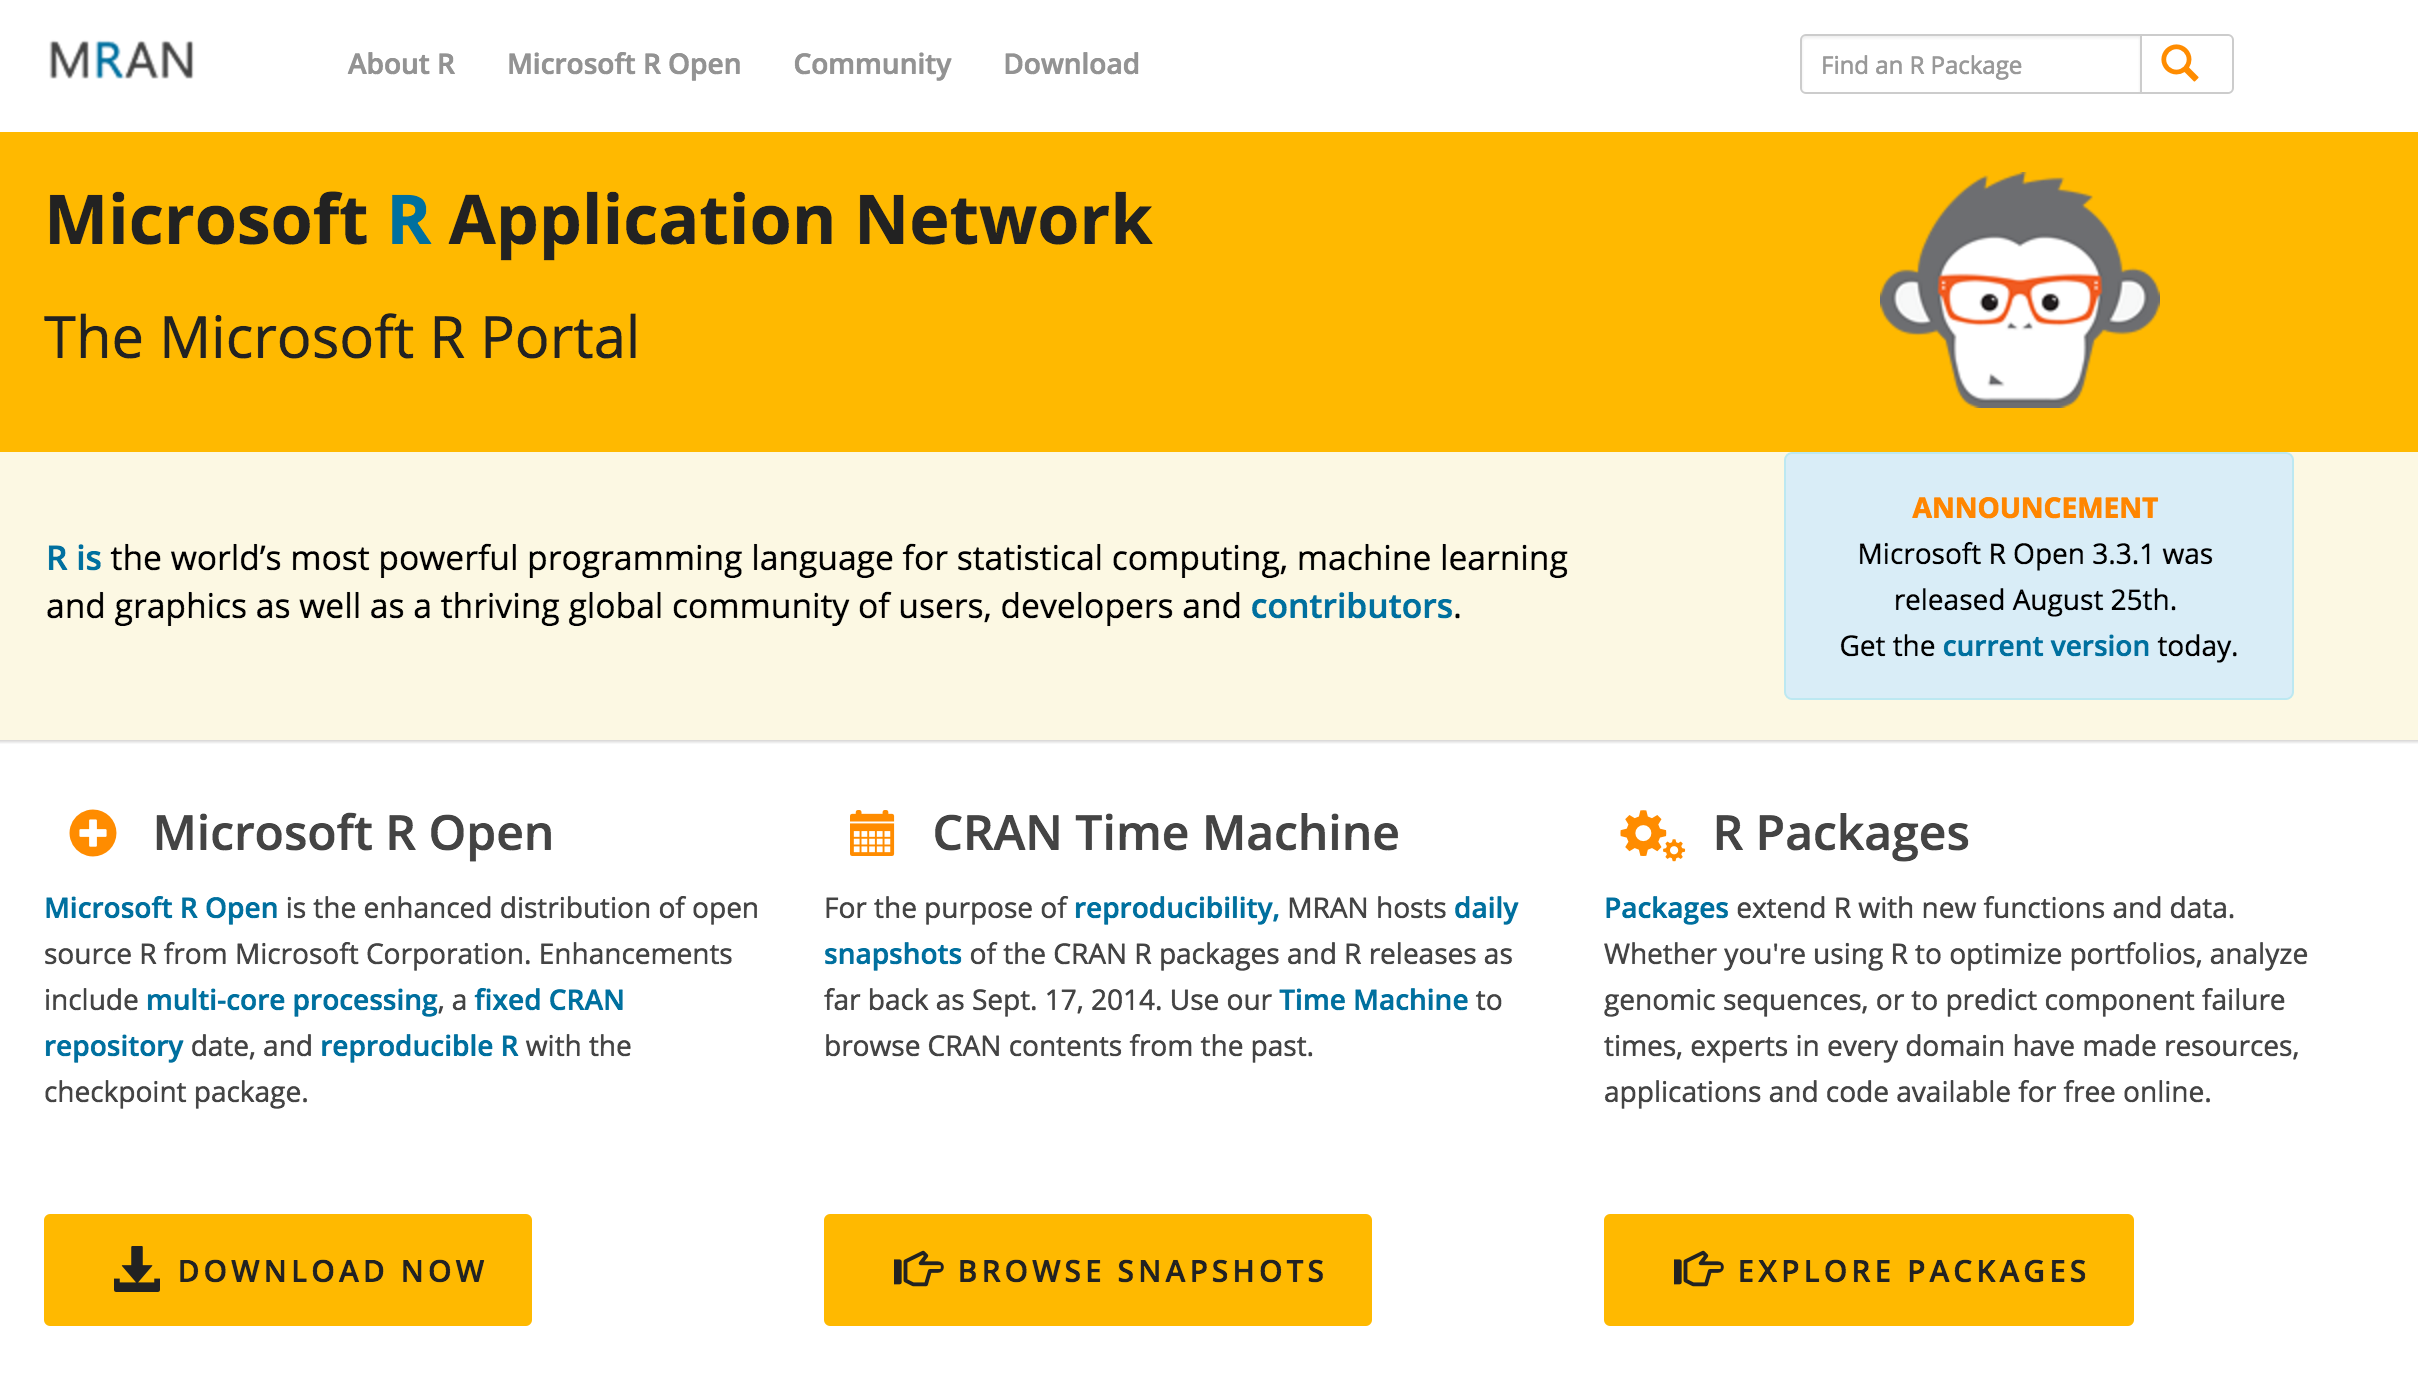 MRAN
About R
Microsoft R Open
Community
Download
Find an R Package
Microsoft R Application Network
The Microsoft R Portal
R is the world’s most powerful programming language for statistical computing, machine learning
and graphics as well as a thriving global community of users, developers and contributors.
ANNOUNCEMENT
Microsoft R Open 3.3.1 was
released August 25th.
Get the current version today.
Microsoft R Open
Microsoft R Open is the enhanced distribution of open
source R from Microsoft Corporation. Enhancements
include multi-core processing, a fixed CRAN
repository date, and reproducible R with the
checkpoint package.
DOWNLOAD NOW
CRAN Time Machine
For the purpose of reproducibility, MRAN hosts daily
snapshots of the CRAN R packages and R releases as
far back as Sept. 17, 2014. Use our Time Machine to
browse CRAN contents from the past.
BROWSE SNAPSHOTS
R Packages
Packages extend R with new functions and data.
Whether you're using R to optimize portfolios, analyze
genomic sequences, or to predict component failure
times, experts in every domain have made resources,
applications and code available for free online.
EXPLORE PACKAGES